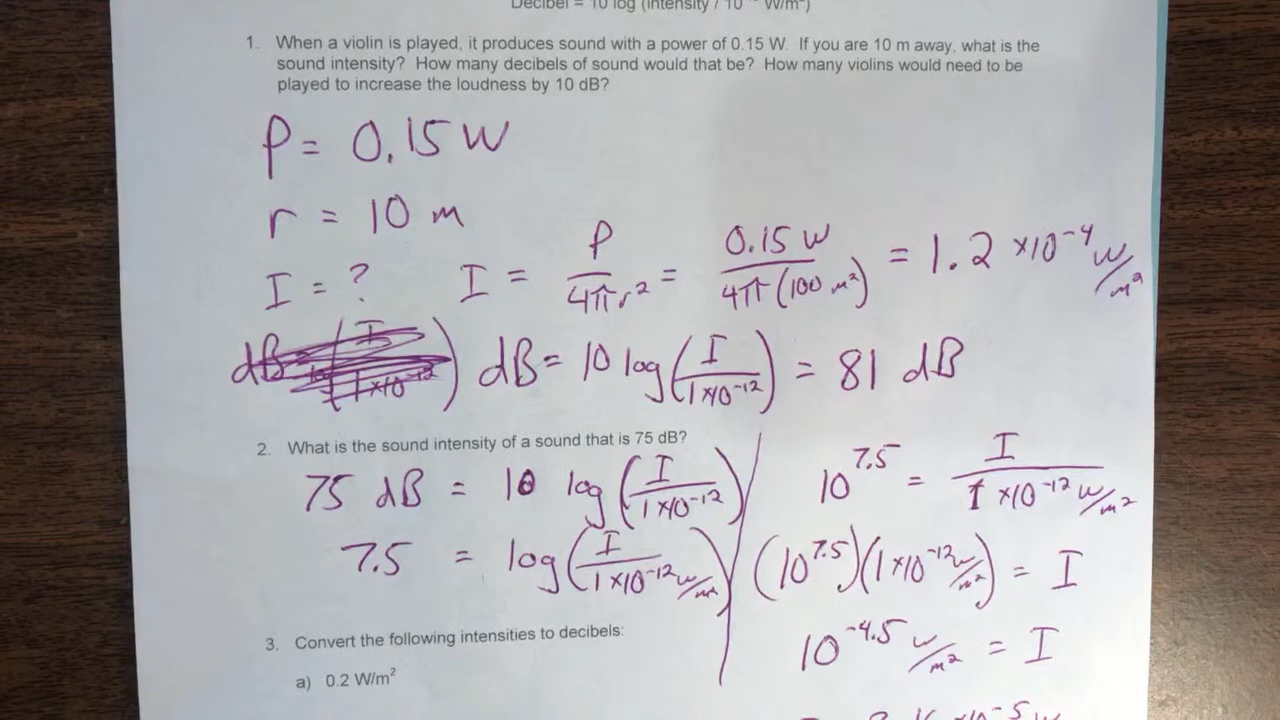 Decibel = 10 log (Intensity / 10 W/m²)
1. When a violin is played, it produces sound with a power of 0.15 W. If you are 10 m away, what is the
sound intensity? How many decibels of sound would that be? How many violins would need to be
played to increase the loudness by 10 dB?
P = 0.15 W
r = 10 m
I = ? I = P/4πr² = 0.15 W/4π(100 m²) = 1.2 ×10⁻⁴ W/m²
dB = 10 log(I/1×10⁻¹²) = 81 dB
2. What is the sound intensity of a sound that is 75 dB?
75 dB = 10 log(I/1×10⁻¹²)
7.5 = log(I/1×10⁻¹² W/m²)
10^7.5 = I/1×10⁻¹² W/m²
(10^7.5)(1×10⁻¹² W/m²) = I
10^-4.5 W/m² = I
3. Convert the following intensities to decibels:
a) 0.2 W/m²